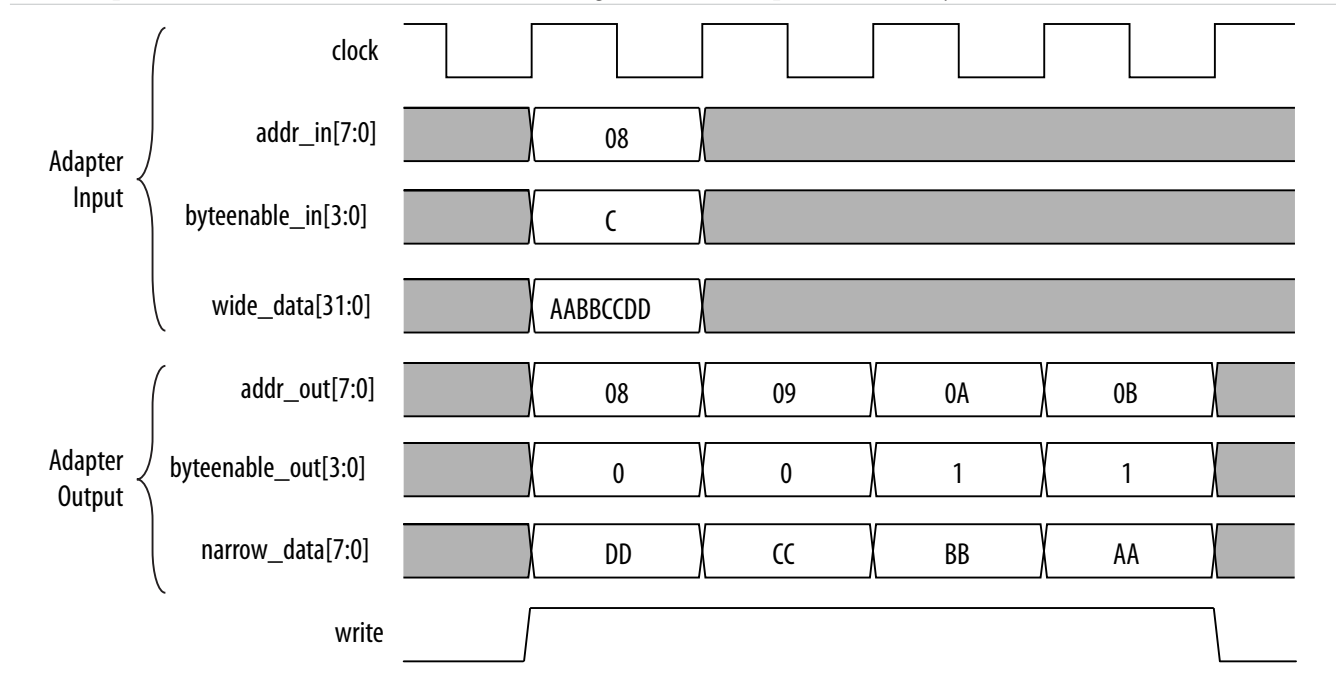 clock
addr_in[7:0] 08
Adapter
Input
byteenable_in[3:0] C
wide_data[31:0] AABBCCDD
addr_out[7:0] 08 09 0A 0B
Adapter
Output
byteenable_out[3:0] 0 0 1 1
narrow_data[7:0] DD CC BB AA
write